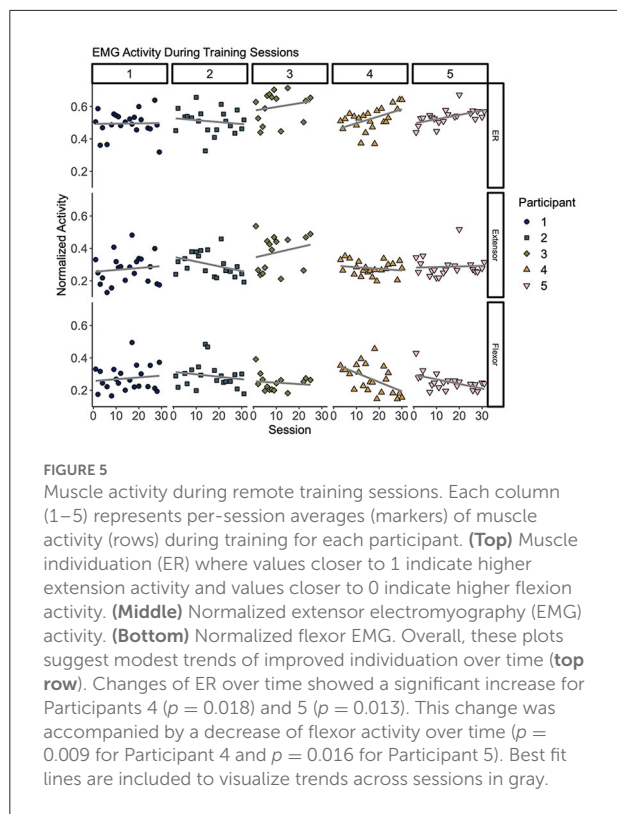 EMG Activity During Training Sessions
1 2 3 4 5
0.6
0.4
0.2
ER
0.6
0.4
0.2
Extensor
0.6
0.4
0.2
Flexor
Normalized Activity
0 10 20 30 0 10 20 30 0 10 20 30 0 10 20 30 0 10 20 30
Session
Participant
1
2
3
4
5
FIGURE 5
Muscle activity during remote training sessions. Each column
(1–5) represents per-session averages (markers) of muscle
activity (rows) during training for each participant. (Top) Muscle
individuation (ER) where values closer to 1 indicate higher
extension activity and values closer to 0 indicate higher flexion
activity. (Middle) Normalized extensor electromyography (EMG)
activity. (Bottom) Normalized flexor EMG. Overall, these plots
suggest modest trends of improved individuation over time (top
row). Changes of ER over time showed a significant increase for
Participants 4 (p = 0.018) and 5 (p = 0.013). This change was
accompanied by a decrease of flexor activity over time (p =
0.009 for Participant 4 and p = 0.016 for Participant 5). Best fit
lines are included to visualize trends across sessions in gray.